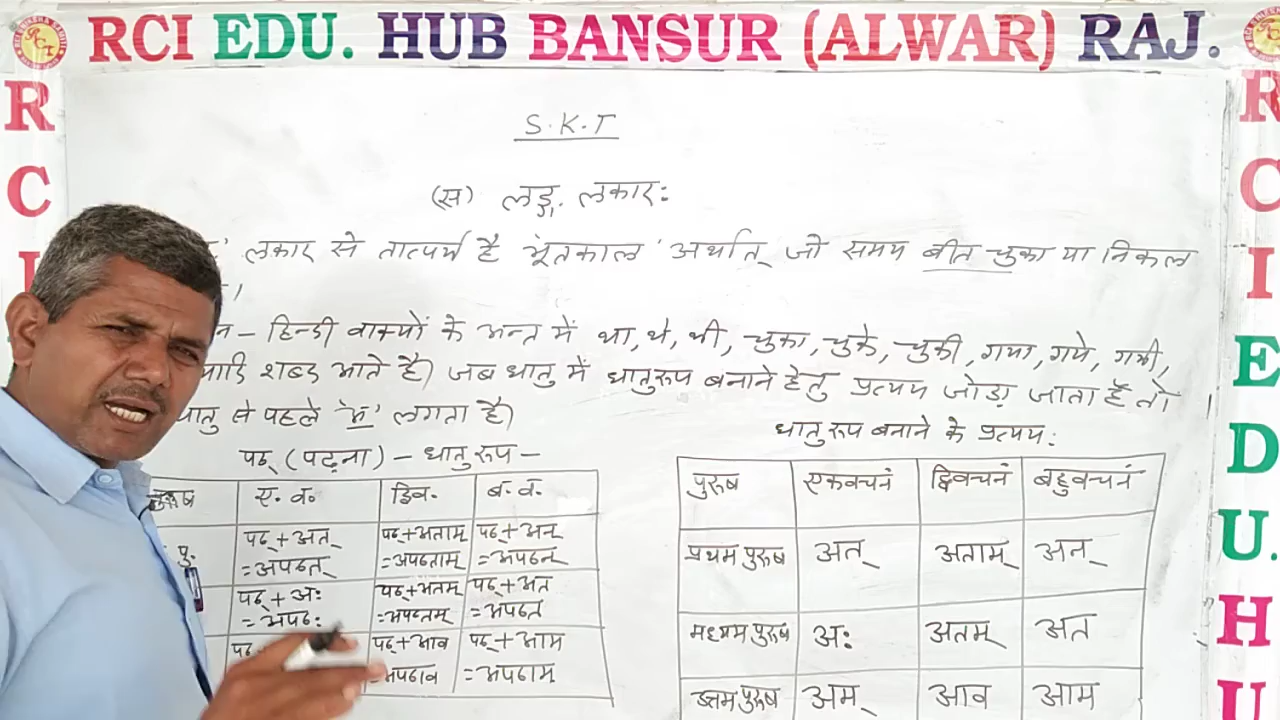 RCI EDU. HUB BANSUR (ALWAR) RAJ.
R
C
I
S.K.T
(ख) लङ्ग. लकार:
लकार से तात्पर्य है 'भूतकाल' अर्थात् जो समय बीत चुका या निकल
पहचान – हिन्दी वाक्यों के अन्त में था, थे, थी, चुका, चुके, चुकी, गया, गये, गयी,
आदि शब्द आते है। जब धातु में धातुरूप बनाने हेतु प्रत्यय जोड़ा जाता है तो
धातु से पहले 'अ' लगता है।
पठ् (पढ़ना) – धातु रूप –
पुरुष ए. व. द्विव. ब. व.
पु. पठ् + अत् पठ्+अताम् पठ् + अन्
=अपठत् =अपठताम् =अपठन्
पठ् + अः पठ्+अतम् पठ् + अत
=अपठः =अपठतम् =अपठत
पठ् पठ् + आव पठ् + आम
अपठाव =अपठाम
धातु रूप बनाने के प्रत्यय:
पुरुष एकवचनं द्विवचनं बहुवचनं
प्रथम पुरुष अत् अताम् अन्
मध्यम पुरुष अः अतम् अत
उत्तम पुरुष अम् आव आम
R
C
I
E
D
U.
H
U